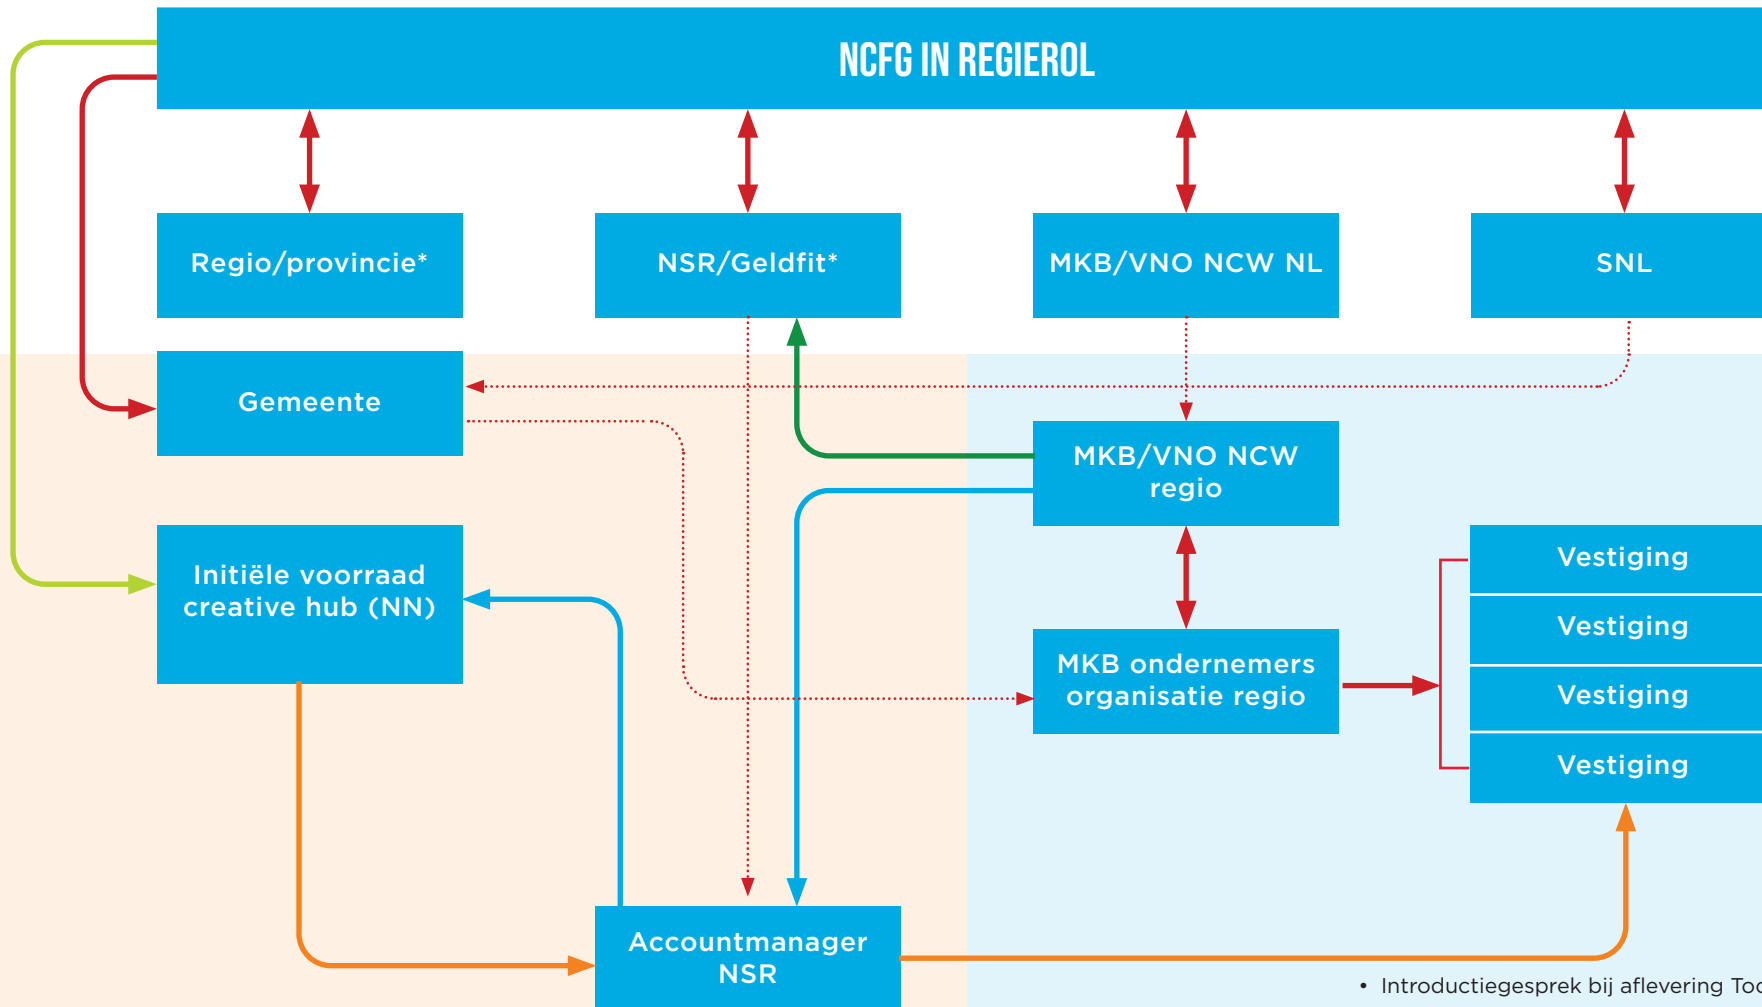 NCFG IN REGIEROL
Regio/provincie*
NSR/Geldfit*
MKB/VNO NCW NL
SNL
Gemeente
MKB/VNO NCW
regio
Initiële voorraad
creative hub (NN)
Vestiging
Vestiging
Vestiging
Vestiging
MKB ondernemers
organisatie regio
Accountmanager
NSR
• Introductiegesprek bij aflevering